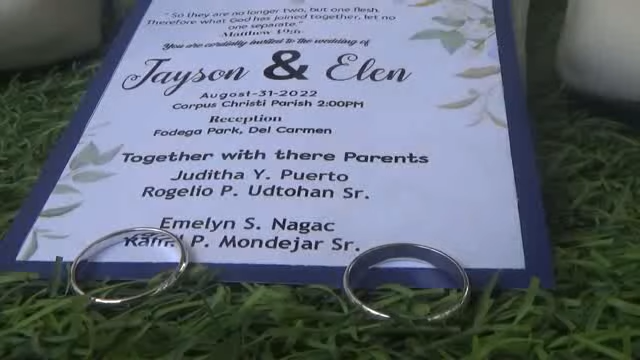 "So they are no longer two, but one flesh.
Therefore what God has joined together, let no
one separate."
Matthew 19:6
You are cordially invited to the wedding of
Jayson & Elen
Augost-31-2022
Corpus Christi Parish 2:00PM
Reception
Fodega Park, Del Carmen
Together with there Parents
Juditha Y. Puerto
Rogelio P. Udtohan Sr.
Emelyn S. Nagac
P. Mondejar Sr.